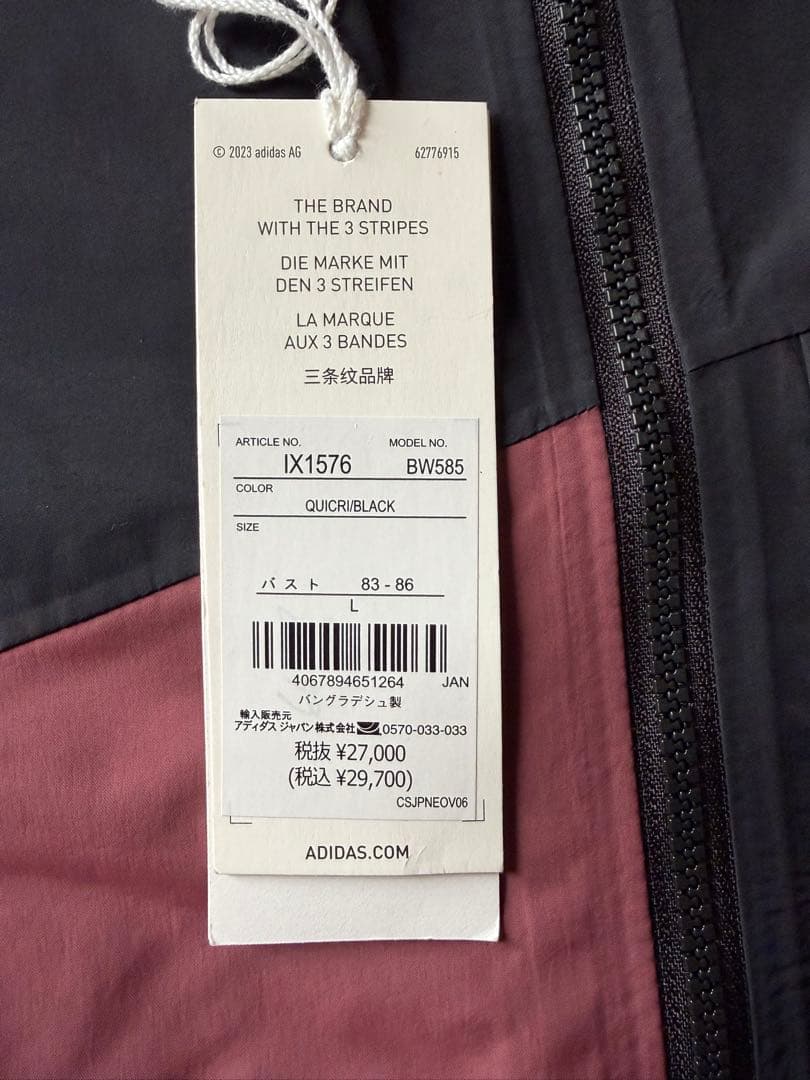 © 2023 adidas AG 62776915
THE BRAND
WITH THE 3 STRIPES
DIE MARKE MIT
DEN 3 STREIFEN
LA MARQUE
AUX 3 BANDES
三条纹品牌
ARTICLE NO. MODEL NO.
IX1576 BW585
COLOR
QUICRI/BLACK
SIZE
バスト 83-86
L
4067894651264 JAN
バングラデシュ製
輸入販売元
アディダス ジャパン株式会社 0570-033-033
税抜 ¥27,000
(税込 ¥29,700)
CSJPNEOV06
ADIDAS.COM